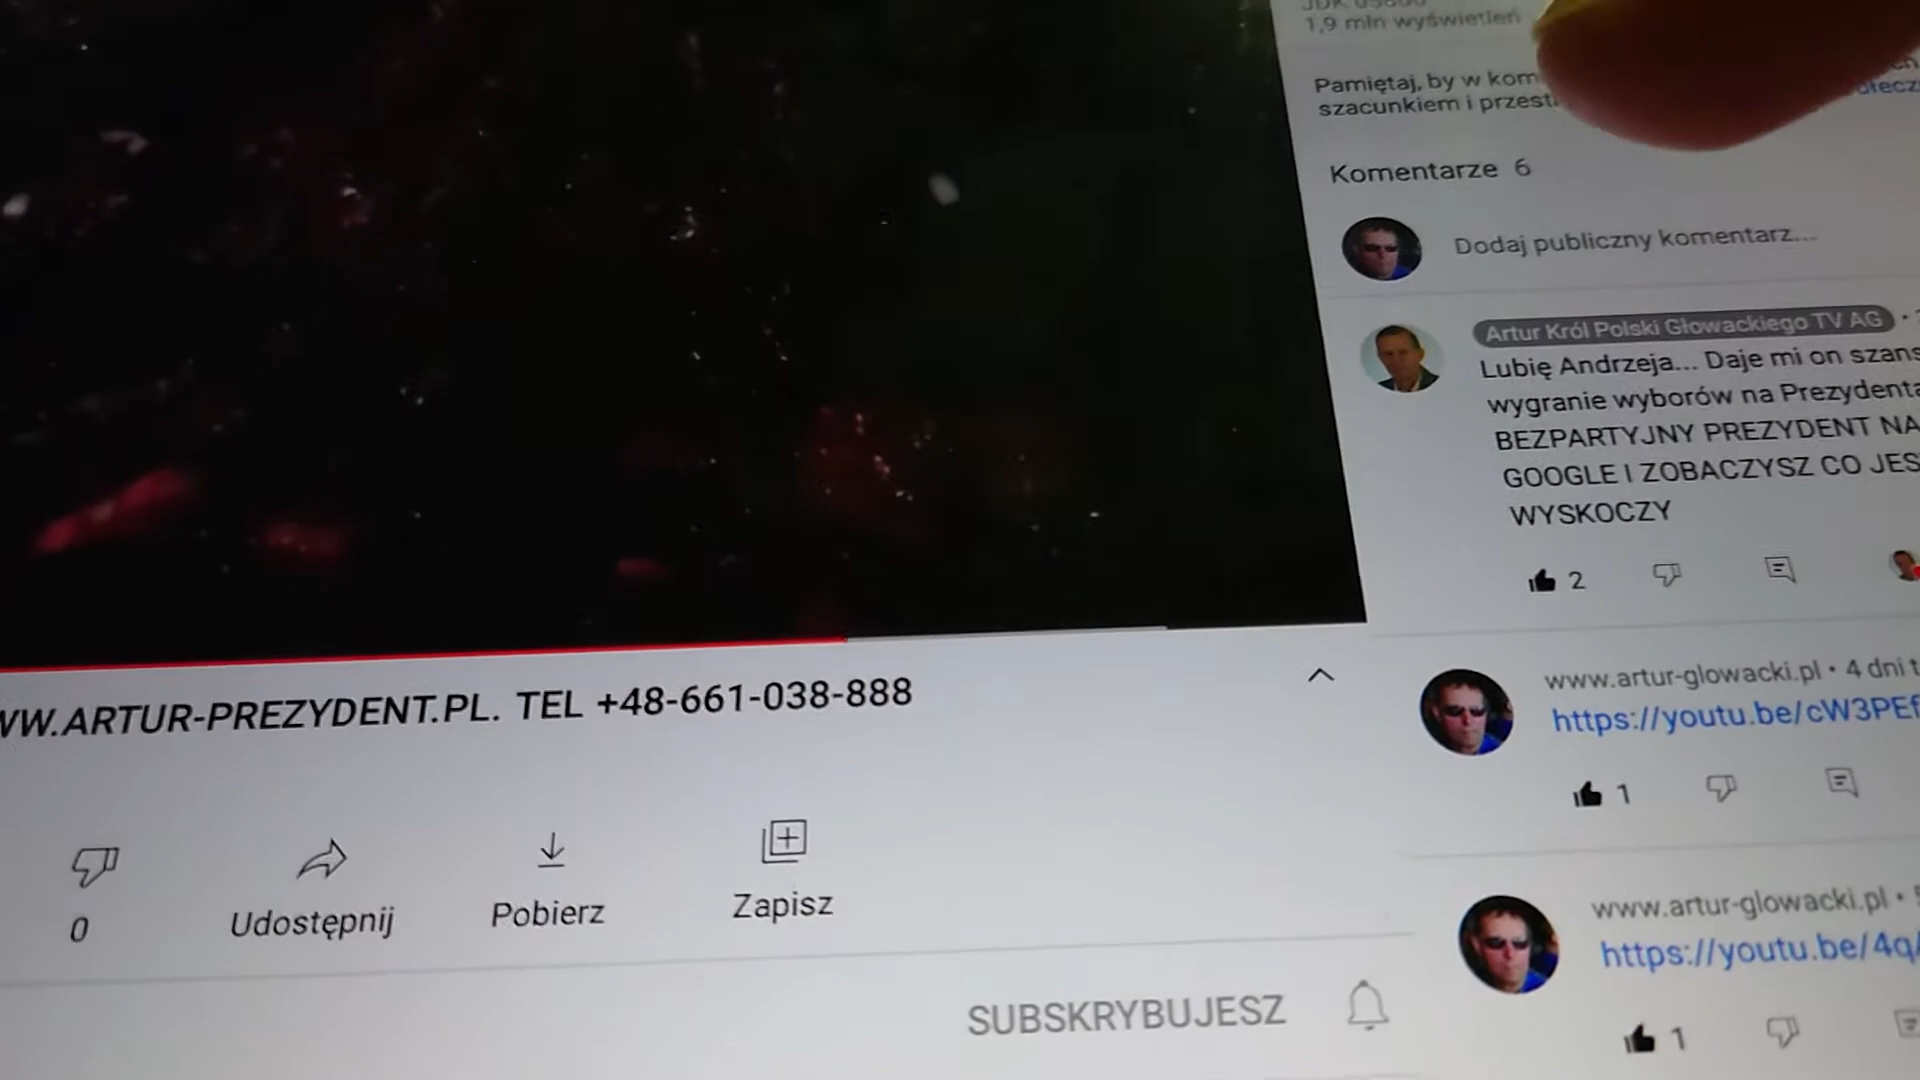 1,9 mln wyświetleń
Pamiętaj, by w kom
szacunkiem i przest
Komentarze 6
Dodaj publiczny komentarz...
Artur Król Polski Głowackiego TV AG
Lubię Andrzeja... Daje mi on szans
wygranie wyborów na Prezydenta
BEZPARTYJNY PREZYDENT NA
GOOGLE I ZOBACZYSZ CO JES
WYSKOCZY
2
www.artur-glowacki.pl • 4 dni t
https://youtu.be/cW3PEf
1
www.artur-glowacki.pl • 5
https://youtu.be/4q
1
WW.ARTUR-PREZYDENT.PL. TEL +48-661-038-888
0
Udostępnij
Pobierz
Zapisz
SUBSKRYBUJESZ